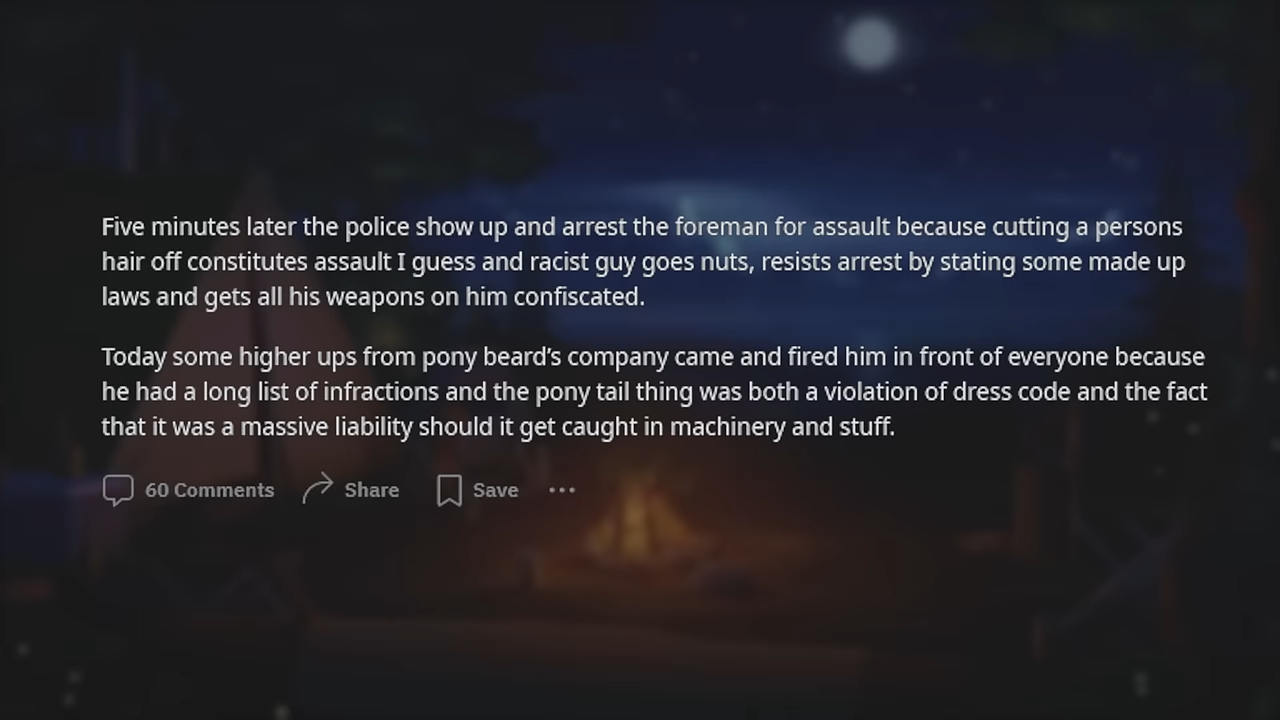 Five minutes later the police show up and arrest the foreman for assault because cutting a persons
hair off constitutes assault I guess and racist guy goes nuts, resists arrest by stating some made up
laws and gets all his weapons on him confiscated.
Today some higher ups from pony beard's company came and fired him in front of everyone because
he had a long list of infractions and the pony tail thing was both a violation of dress code and the fact
that it was a massive liability should it get caught in machinery and stuff.
60 Comments Share Save